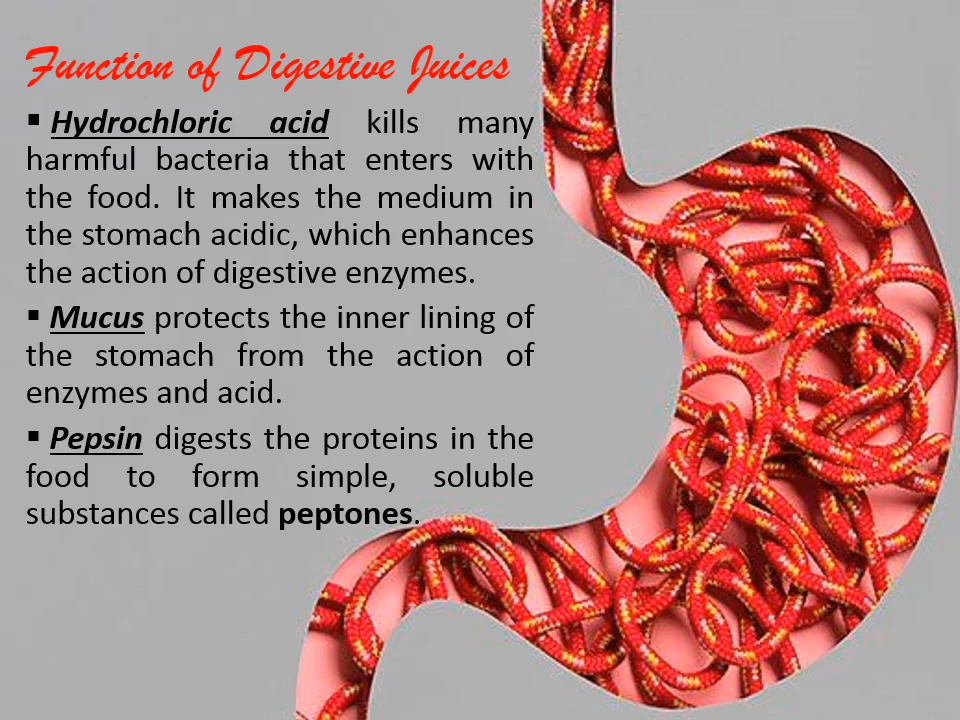 Function of Digestive Juices
▪ Hydrochloric acid kills many
harmful bacteria that enters with
the food. It makes the medium in
the stomach acidic, which enhances
the action of digestive enzymes.
▪ Mucus protects the inner lining of
the stomach from the action of
enzymes and acid.
▪ Pepsin digests the proteins in the
food to form simple, soluble
substances called peptones.